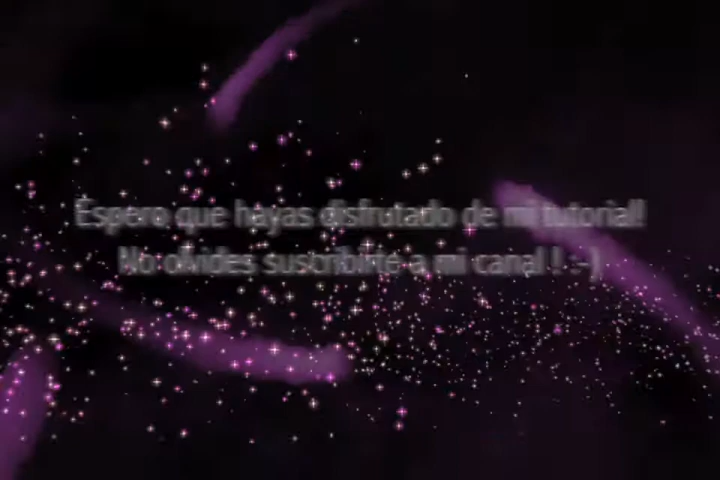 Espero que hayas disfrutado de mi tutorial!
No olvides suscribirte a mi canal ! :-)